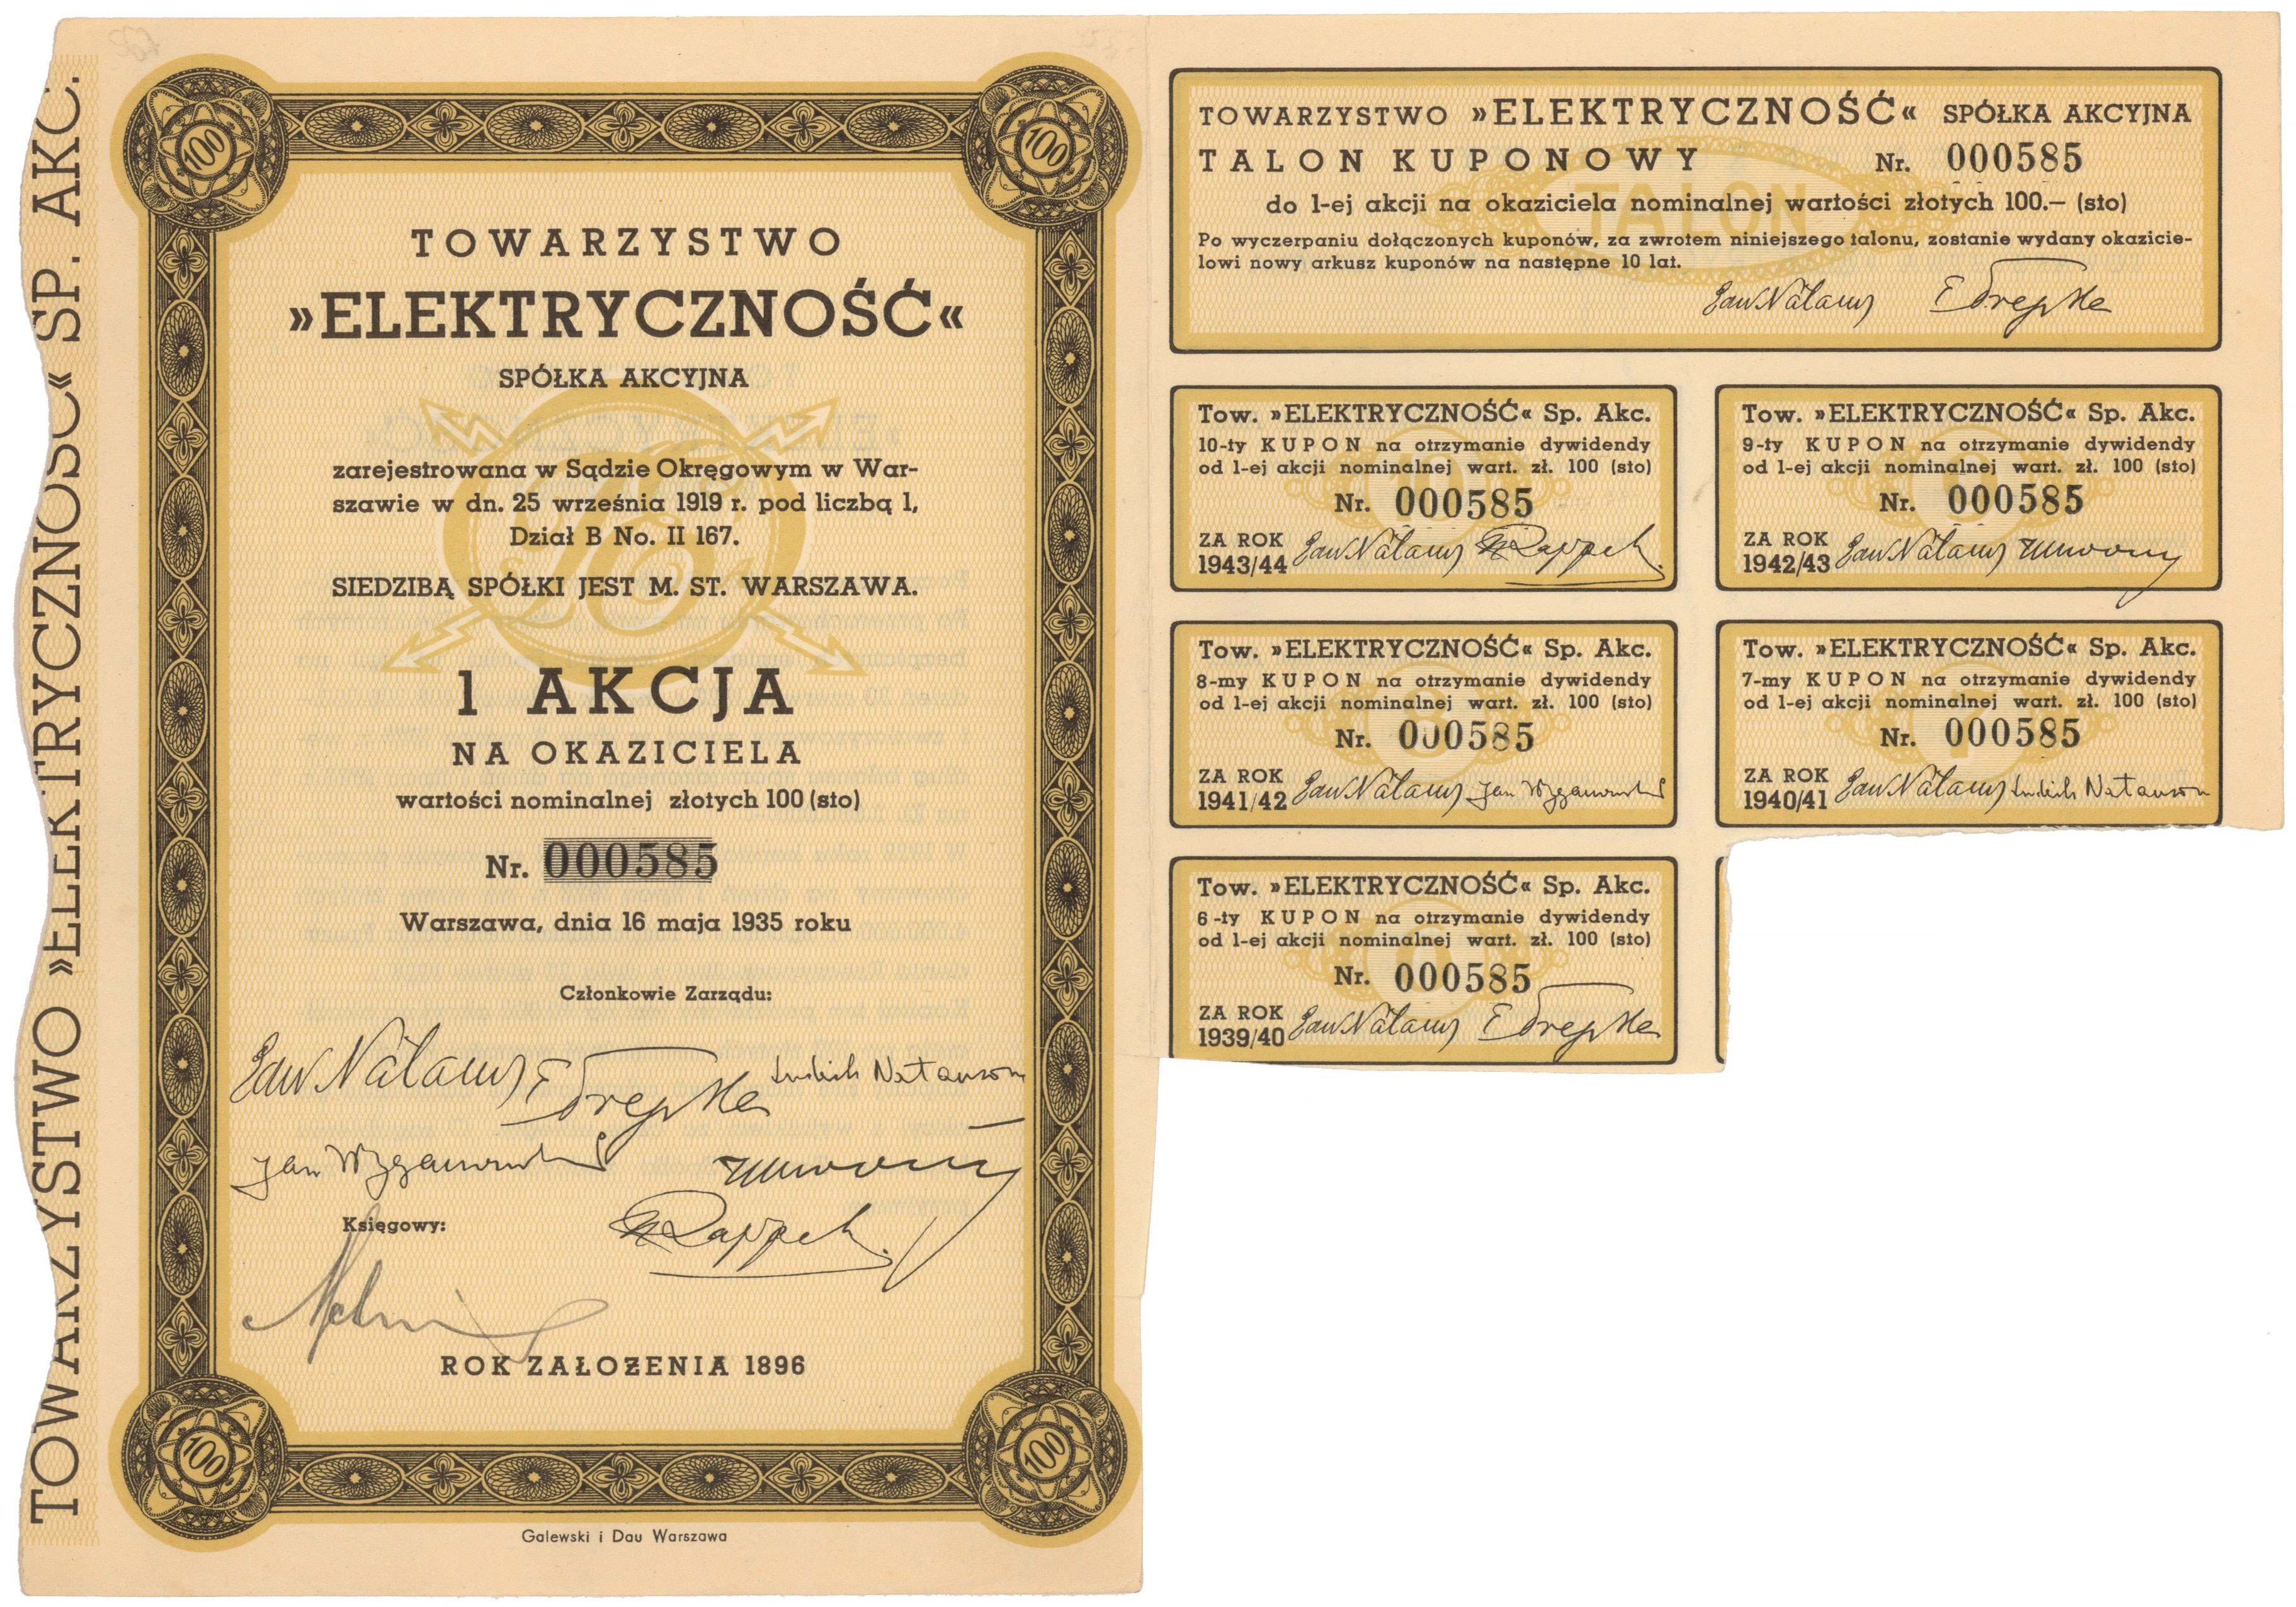 TOWARZYSTWO »ELEKTRYCZNOŚĆ« SP. AKC.
100
100
TOWARZYSTWO
»ELEKTRYCZNOŚĆ«
SPÓŁKA AKCYJNA
zarejestrowana w Sądzie Okręgowym w War-
szawie w dn. 25 września 1919 r. pod liczbą 1,
Dział B No. II 167.
SIEDZIBĄ SPÓŁKI JEST M. ST. WARSZAWA.
1 AKCJA
NA OKAZICIELA
wartości nominalnej złotych 100 (sto)
Nr. 000585
Warszawa, dnia 16 maja 1935 roku
Członkowie Zarządu:
Ludwik Natanson
Księgowy:
ROK ZAŁOŻENIA 1896
100
100
Galewski i Dau Warszawa
TOWARZYSTWO »ELEKTRYCZNOŚĆ« SPÓŁKA AKCYJNA
TALON KUPONOWY Nr. 000585
TALON
do 1-ej akcji na okaziciela nominalnej wartości złotych 100.— (sto)
Po wyczerpaniu dołączonych kuponów, za zwrotem niniejszego talonu, zostanie wydany okazicie-
lowi nowy arkusz kuponów na następne 10 lat.
Tow. »ELEKTRYCZNOŚĆ« Sp. Akc.
10-ty KUPON na otrzymanie dywidendy
od 1-ej akcji nominalnej wart. zł. 100 (sto)
Nr. 000585
ZA ROK
1943/44
Tow. »ELEKTRYCZNOŚĆ« Sp. Akc.
9-ty KUPON na otrzymanie dywidendy
od 1-ej akcji nominalnej wart. zł. 100 (sto)
Nr. 000585
ZA ROK
1942/43
Tow. »ELEKTRYCZNOŚĆ« Sp. Akc.
8-my KUPON na otrzymanie dywidendy
od 1-ej akcji nominalnej wart. zł. 100 (sto)
Nr. 000585
ZA ROK
1941/42
Tow. »ELEKTRYCZNOŚĆ« Sp. Akc.
7-my KUPON na otrzymanie dywidendy
od 1-ej akcji nominalnej wart. zł. 100 (sto)
Nr. 000585
ZA ROK
1940/41 Ludwik Natanson
Tow. »ELEKTRYCZNOŚĆ« Sp. Akc.
6-ty KUPON na otrzymanie dywidendy
od 1-ej akcji nominalnej wart. zł. 100 (sto)
Nr. 000585
ZA ROK
1939/40